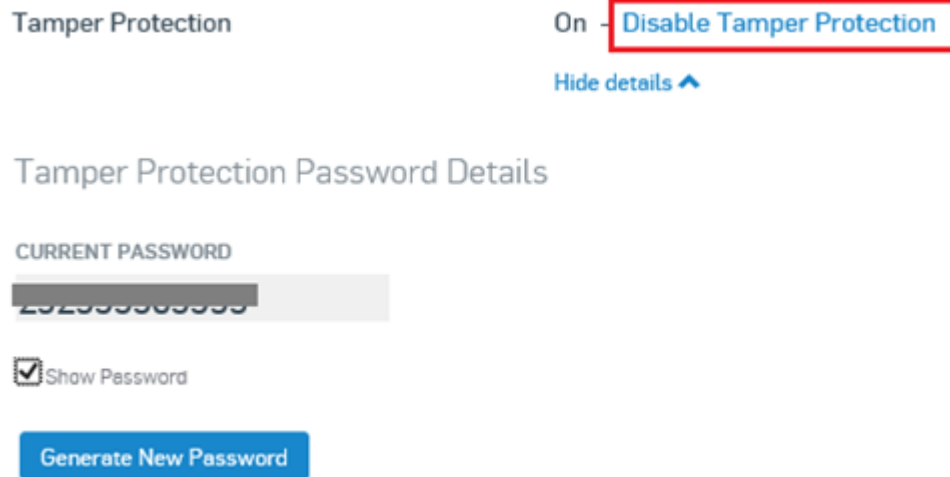 Tamper Protection On - Disable Tamper Protection
Hide details
Tamper Protection Password Details
CURRENT PASSWORD
Show Password
Generate New Password